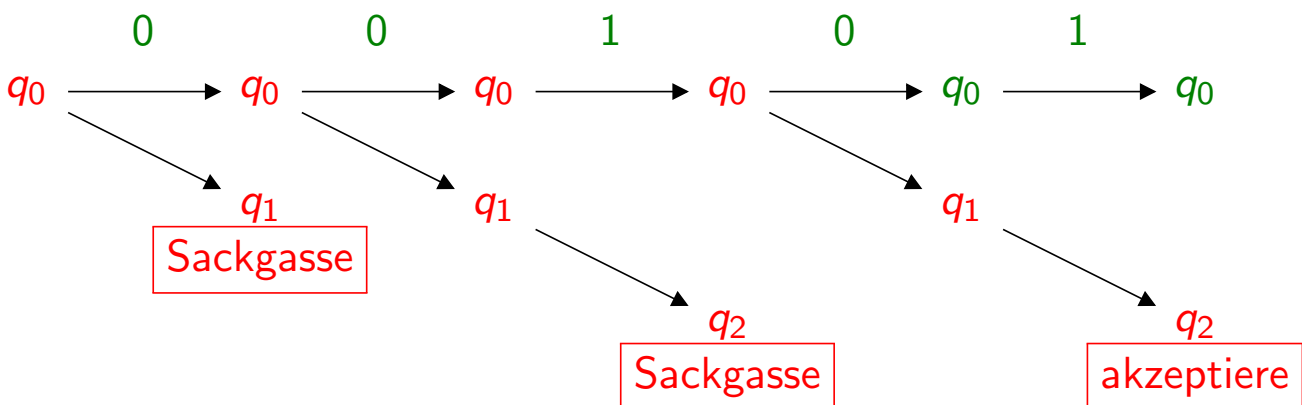 0 0 1 0 1
q0 q0 q0 q0 q0 q0
q1 q1 q1
Sackgasse
q2 q2
Sackgasse akzeptiere